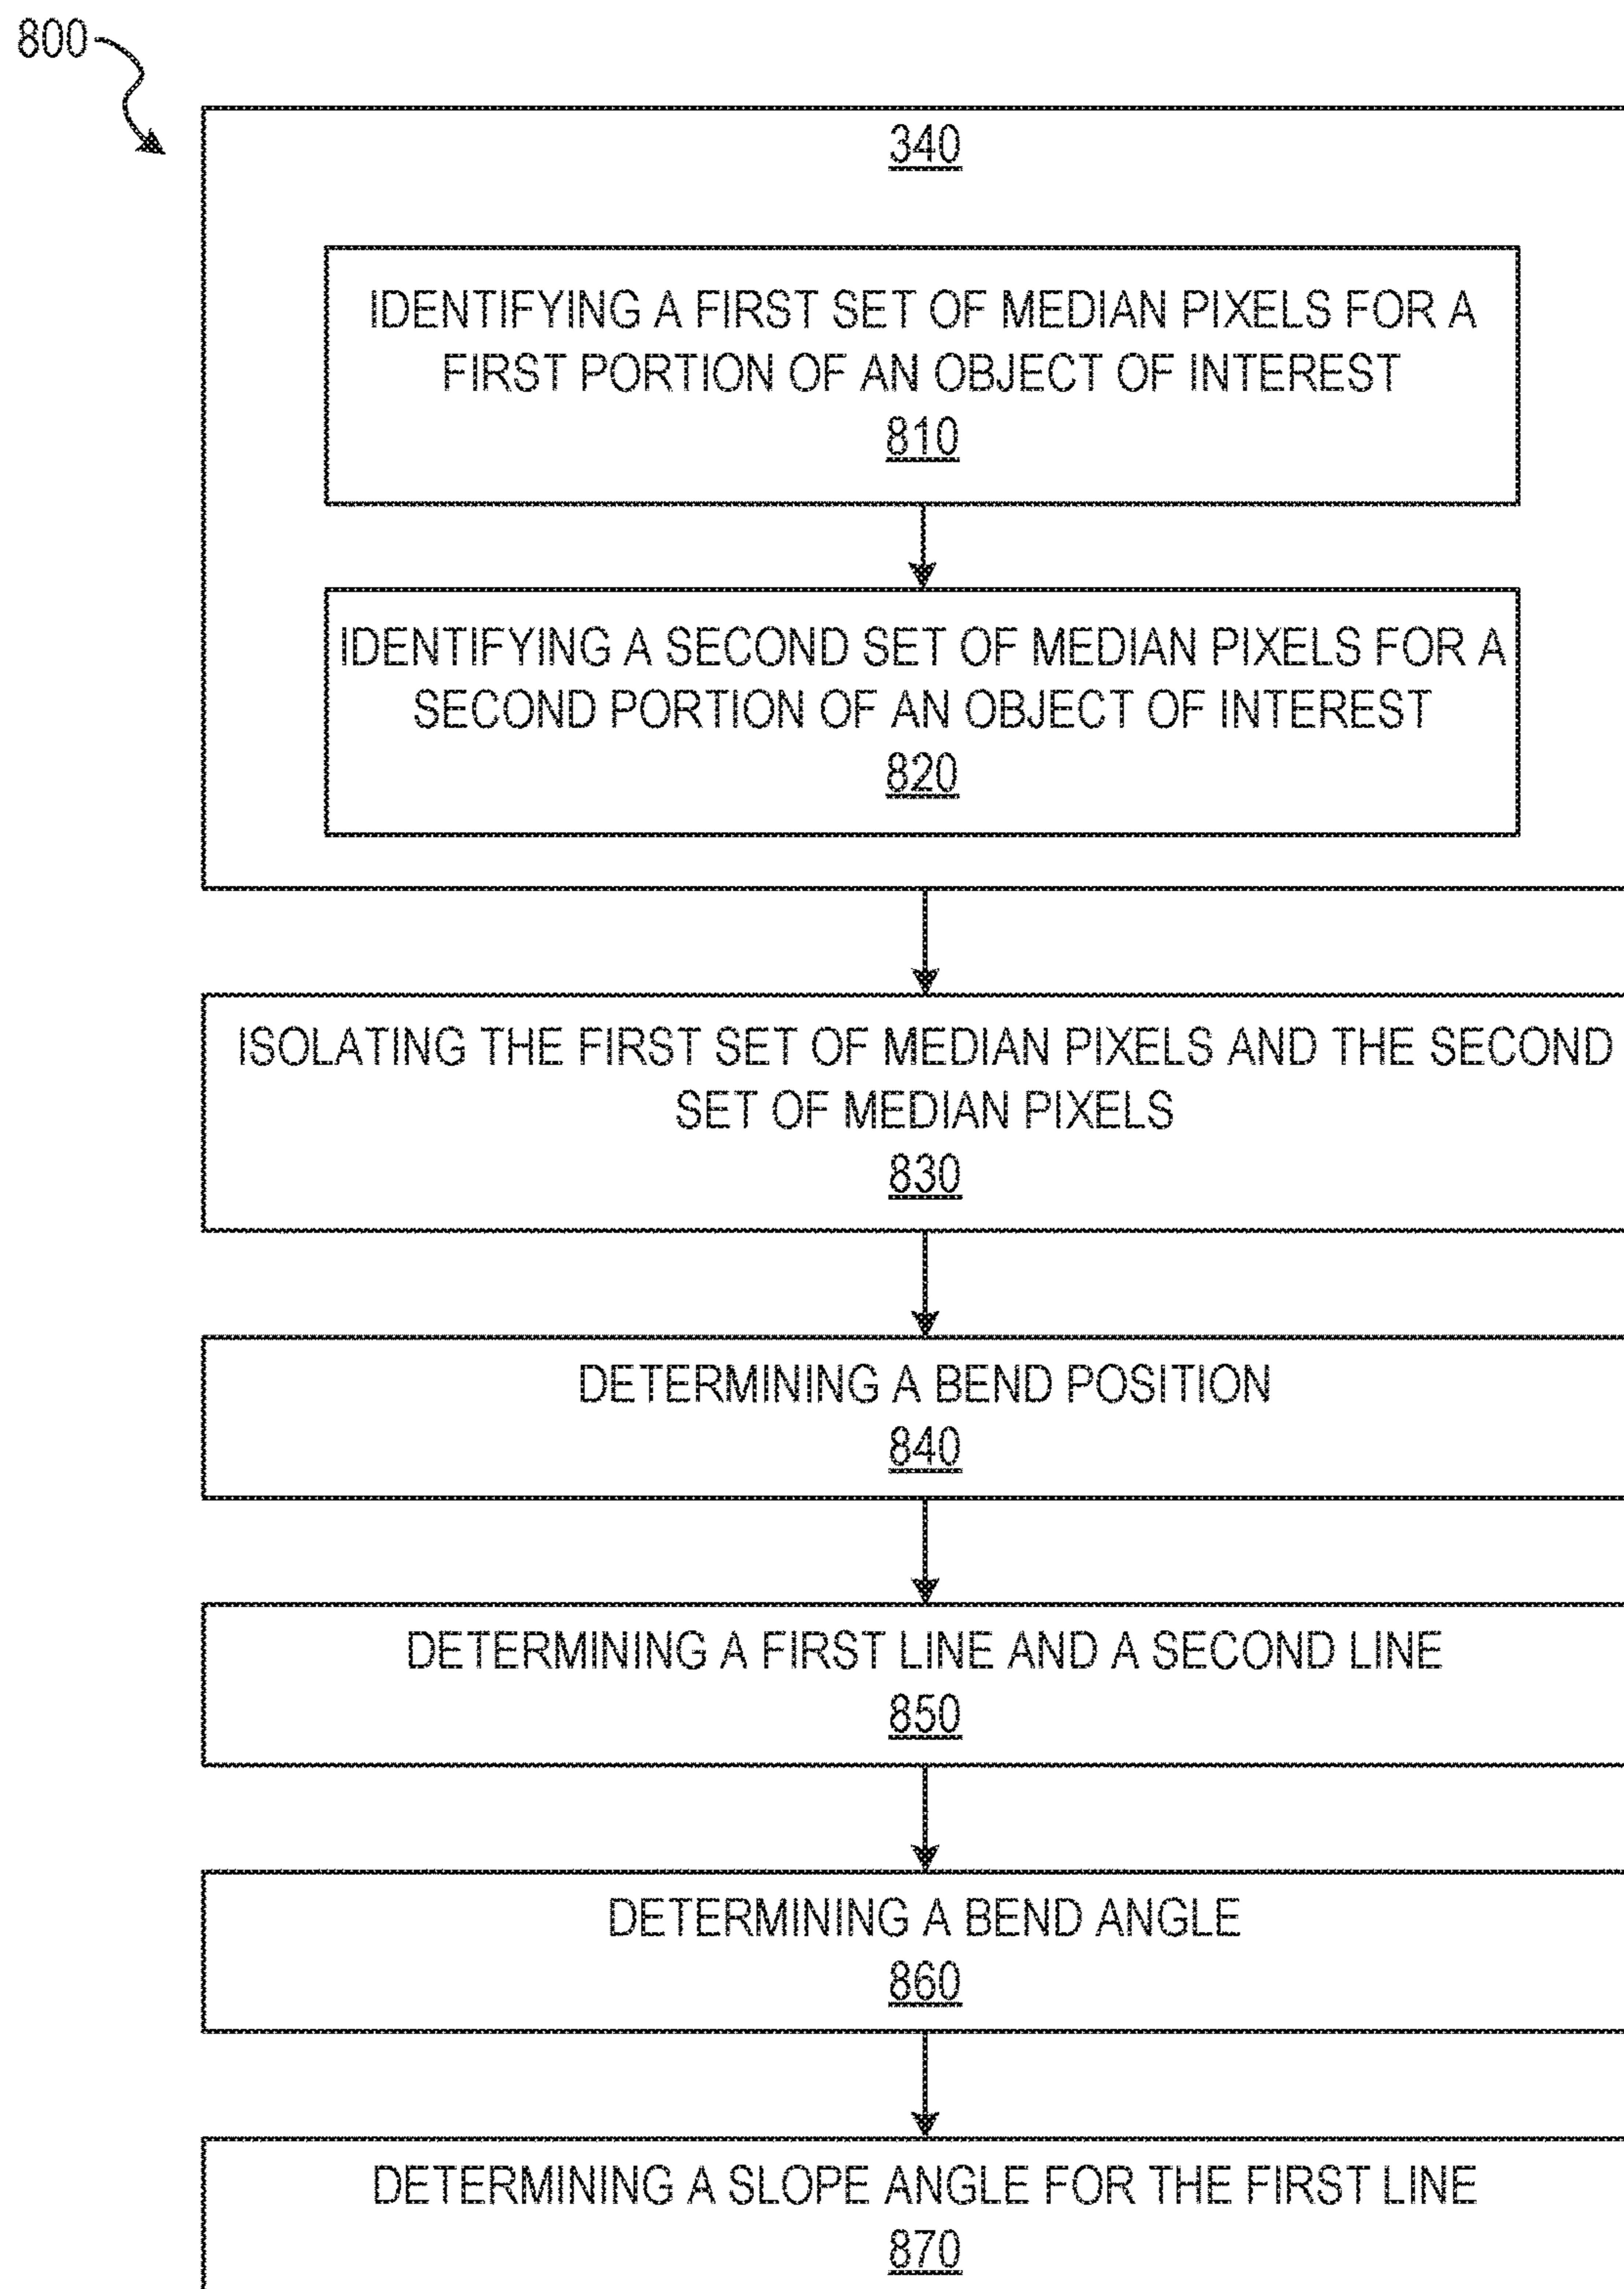 800
340
IDENTIFYING A FIRST SET OF MEDIAN PIXELS FOR A
FIRST PORTION OF AN OBJECT OF INTEREST
810
IDENTIFYING A SECOND SET OF MEDIAN PIXELS FOR A
SECOND PORTION OF AN OBJECT OF INTEREST
820
ISOLATING THE FIRST SET OF MEDIAN PIXELS AND THE SECOND
SET OF MEDIAN PIXELS
830
DETERMINING A BEND POSITION
840
DETERMINING A FIRST LINE AND A SECOND LINE
850
DETERMINING A BEND ANGLE
860
DETERMINING A SLOPE ANGLE FOR THE FIRST LINE
870